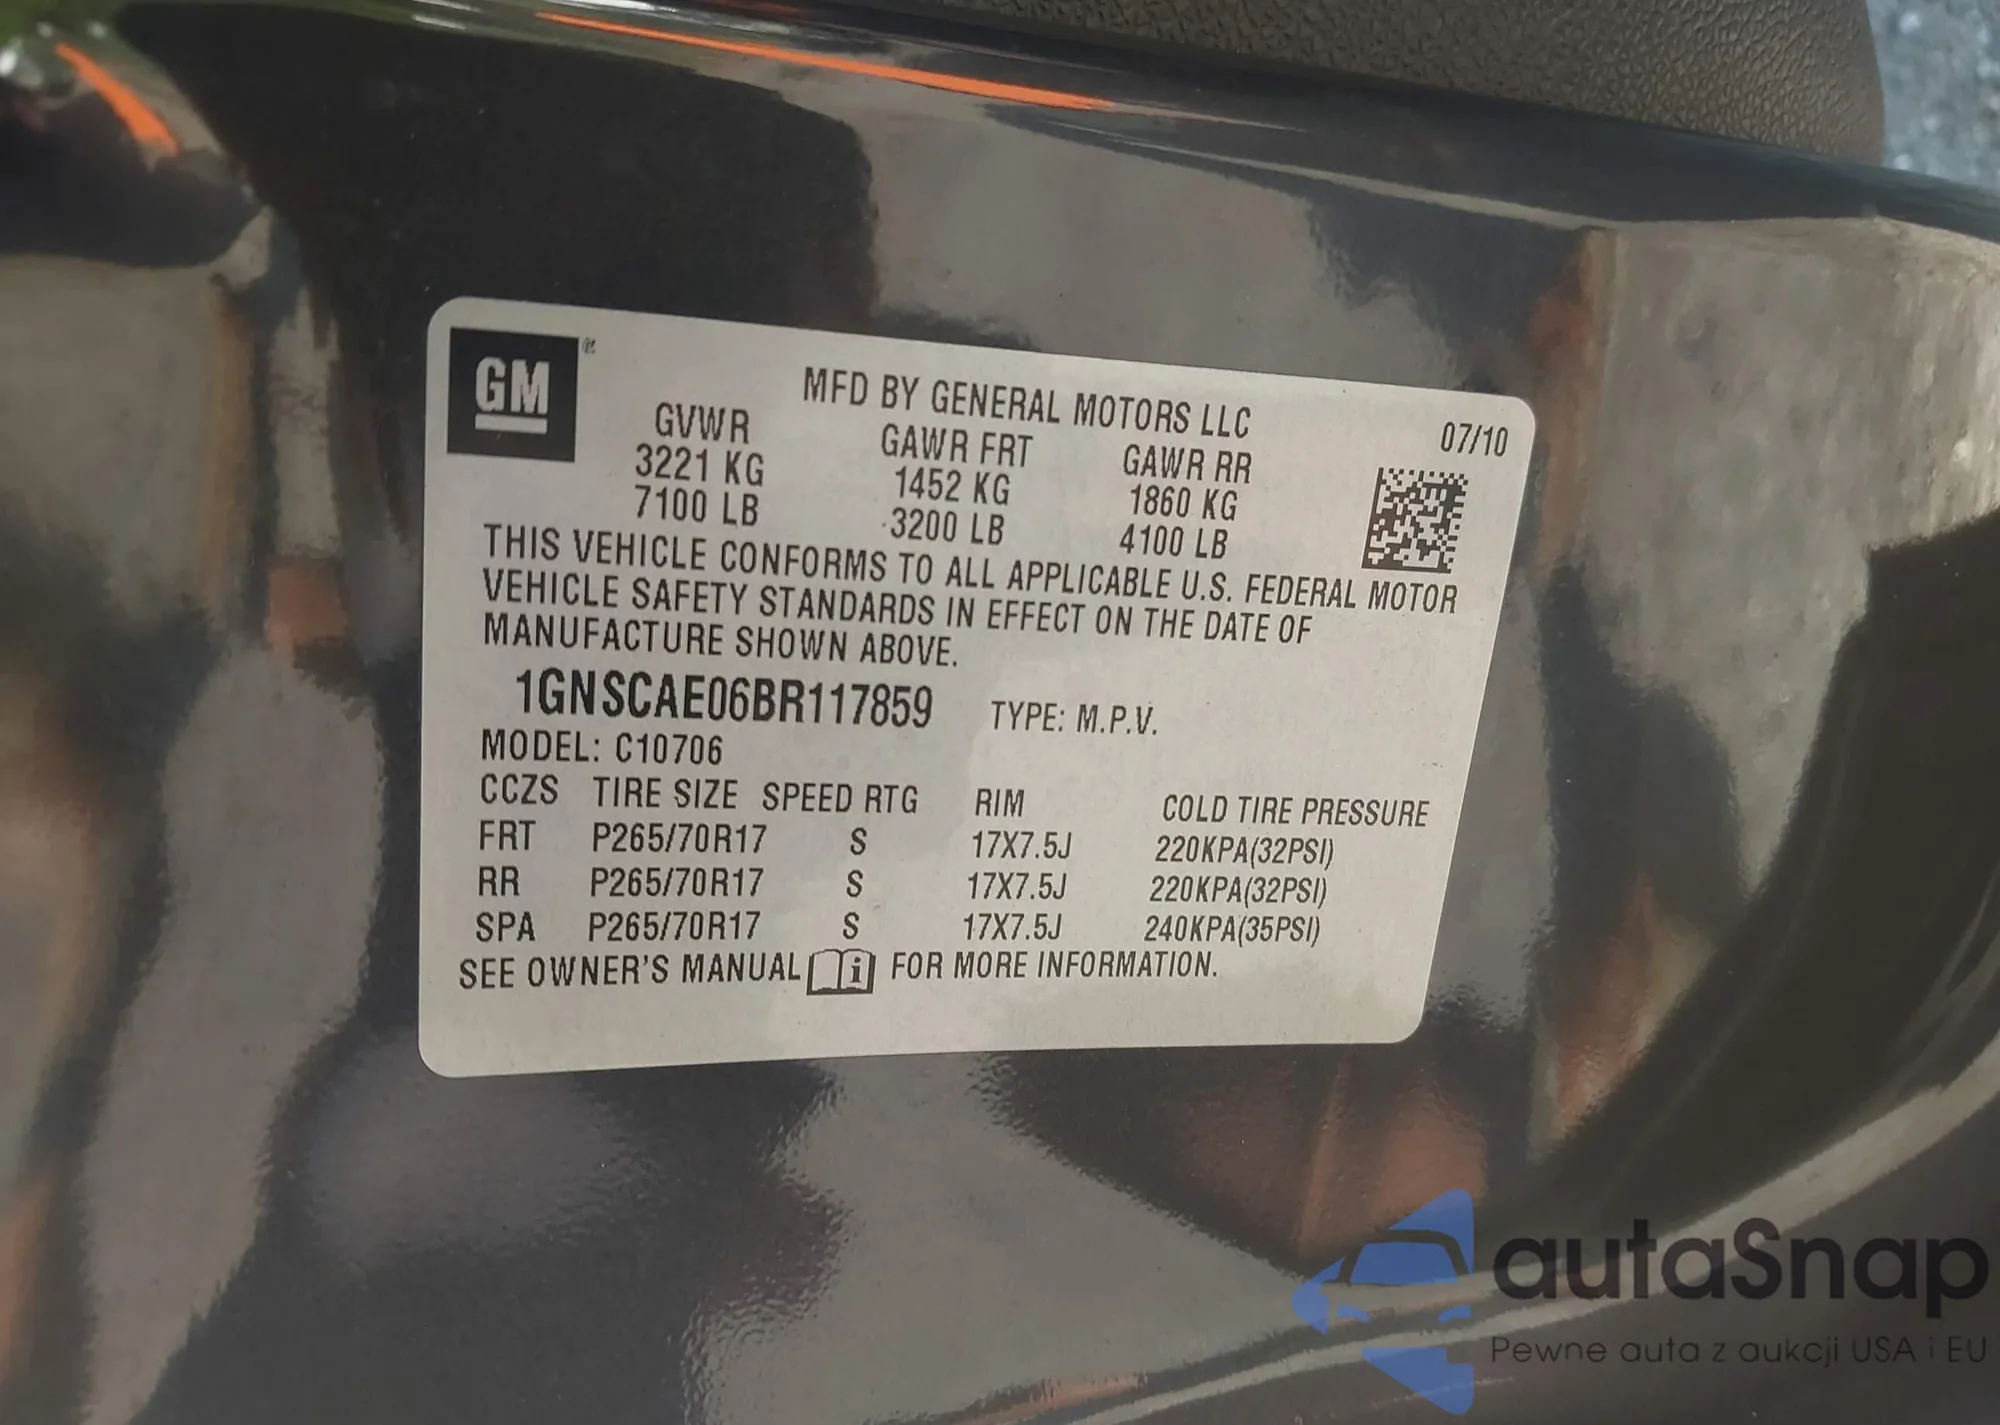 GM ®
MFD BY GENERAL MOTORS LLC
07/10
GVWR GAWR FRT GAWR RR
3221 KG 1452 KG 1860 KG
7100 LB 3200 LB 4100 LB
THIS VEHICLE CONFORMS TO ALL APPLICABLE U.S. FEDERAL MOTOR
VEHICLE SAFETY STANDARDS IN EFFECT ON THE DATE OF
MANUFACTURE SHOWN ABOVE.
1GNSCAE06BR117859 TYPE: M.P.V.
MODEL: C10706
CCZS TIRE SIZE SPEED RTG RIM COLD TIRE PRESSURE
FRT P265/70R17 S 17X7.5J 220KPA(32PSI)
RR P265/70R17 S 17X7.5J 220KPA(32PSI)
SPA P265/70R17 S 17X7.5J 240KPA(35PSI)
SEE OWNER'S MANUAL i FOR MORE INFORMATION.
autaSnap
Pewne auta z aukcji USA i EU